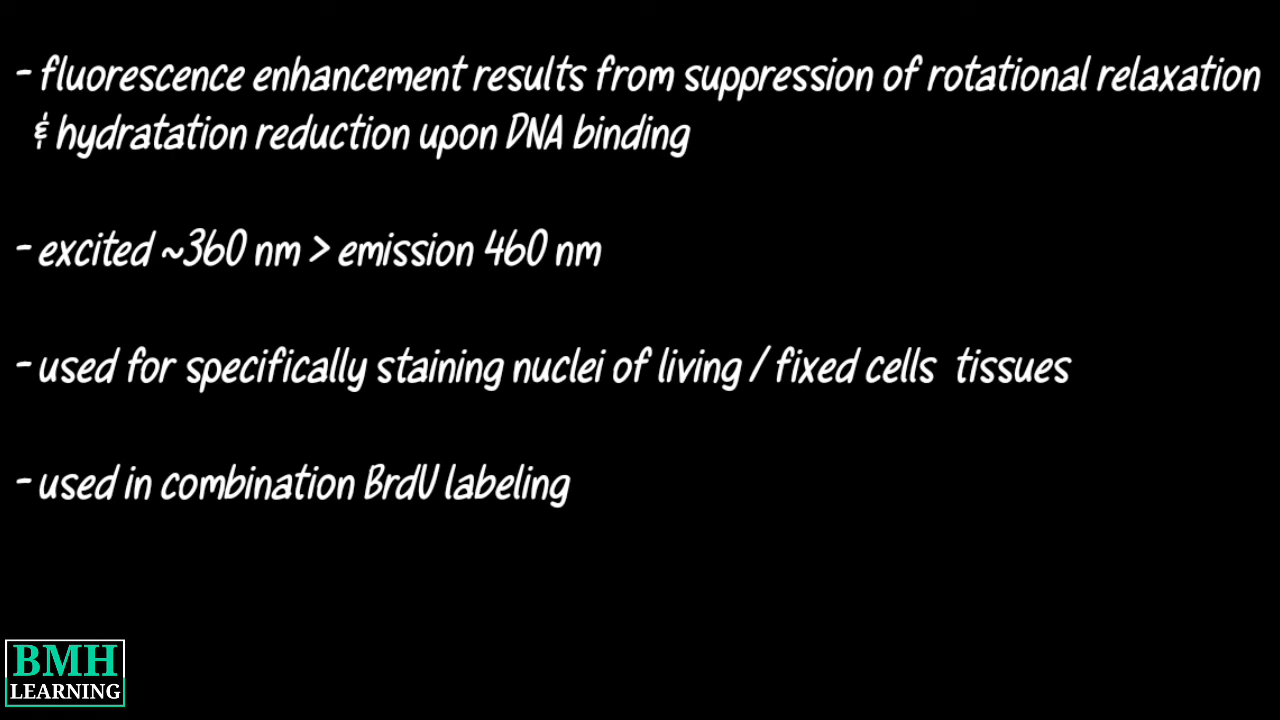 - fluorescence enhancement results from suppression of rotational relaxation
& hydratation reduction upon DNA binding
- excited ~360 nm > emission 460 nm
- used for specifically staining nuclei of living / fixed cells tissues
- used in combination BrdU labeling
BMH
LEARNING